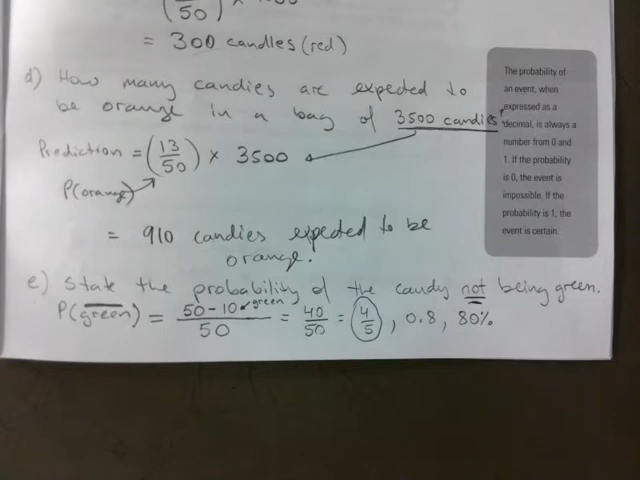 50
= 300 candles (red)
d) How many candies are expected to
be orange in a bag of 3500 candies
Prediction = (13/50) × 3500
P(orange)
= 910 candies expected to be
orange.
e) State the probability of the candy not being green.
P(green) = 50-10 green / 50 = 40/50 = 4/5, 0.8, 80%
The probability of
an event, when
expressed as a
decimal, is always a
number from 0 and
1. If the probability
is 0, the event is
impossible. If the
probability is 1, the
event is certain.